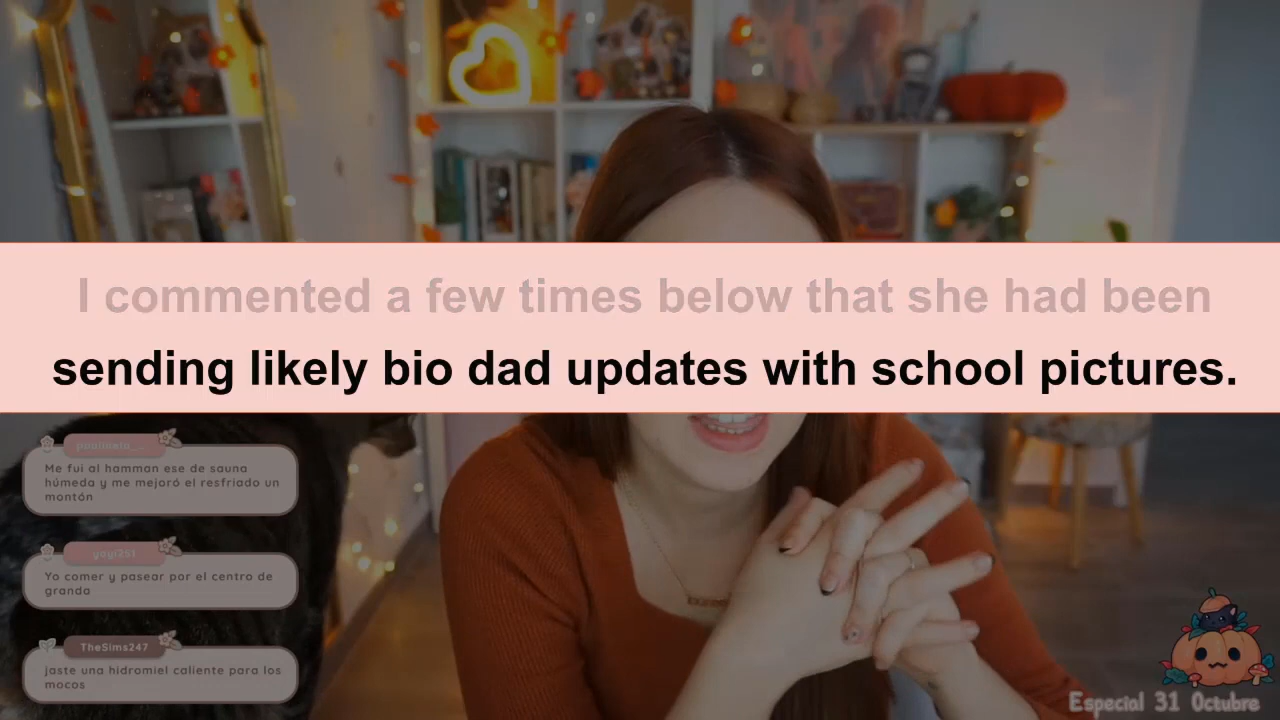 I commented a few times below that she had been
sending likely bio dad updates with school pictures.
Me fui al hamman ese de sauna
húmeda y me mejoró el resfriado un
montón
yayi251
Yo comer y pasear por el centro de
granda
TheSims247
jaste una hidromiel caliente para los
mocos
Especial 31 Octubre